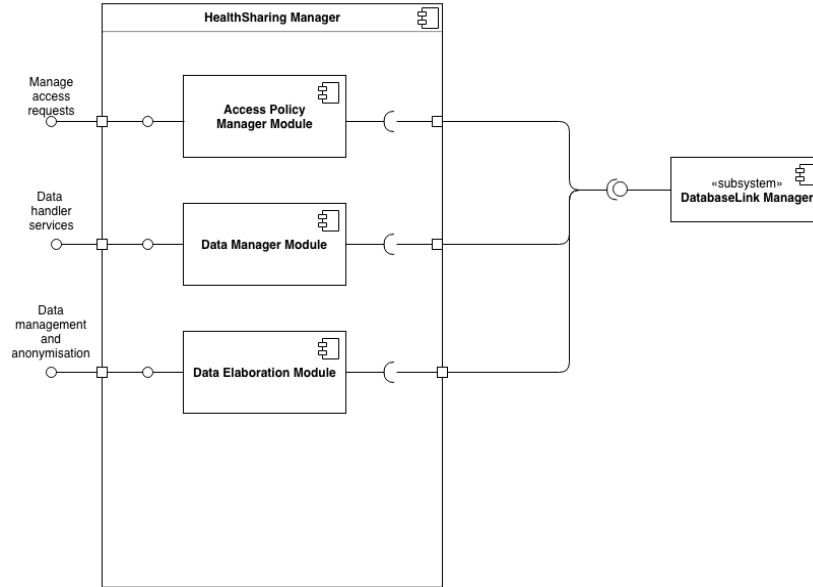 HealthSharing Manager
Manage
access
requests
Access Policy
Manager Module
«subsystem»
DatabaseLink Manager
Data
handler
services
Data Manager Module
Data
management
and
anonymisation
Data Elaboration Module